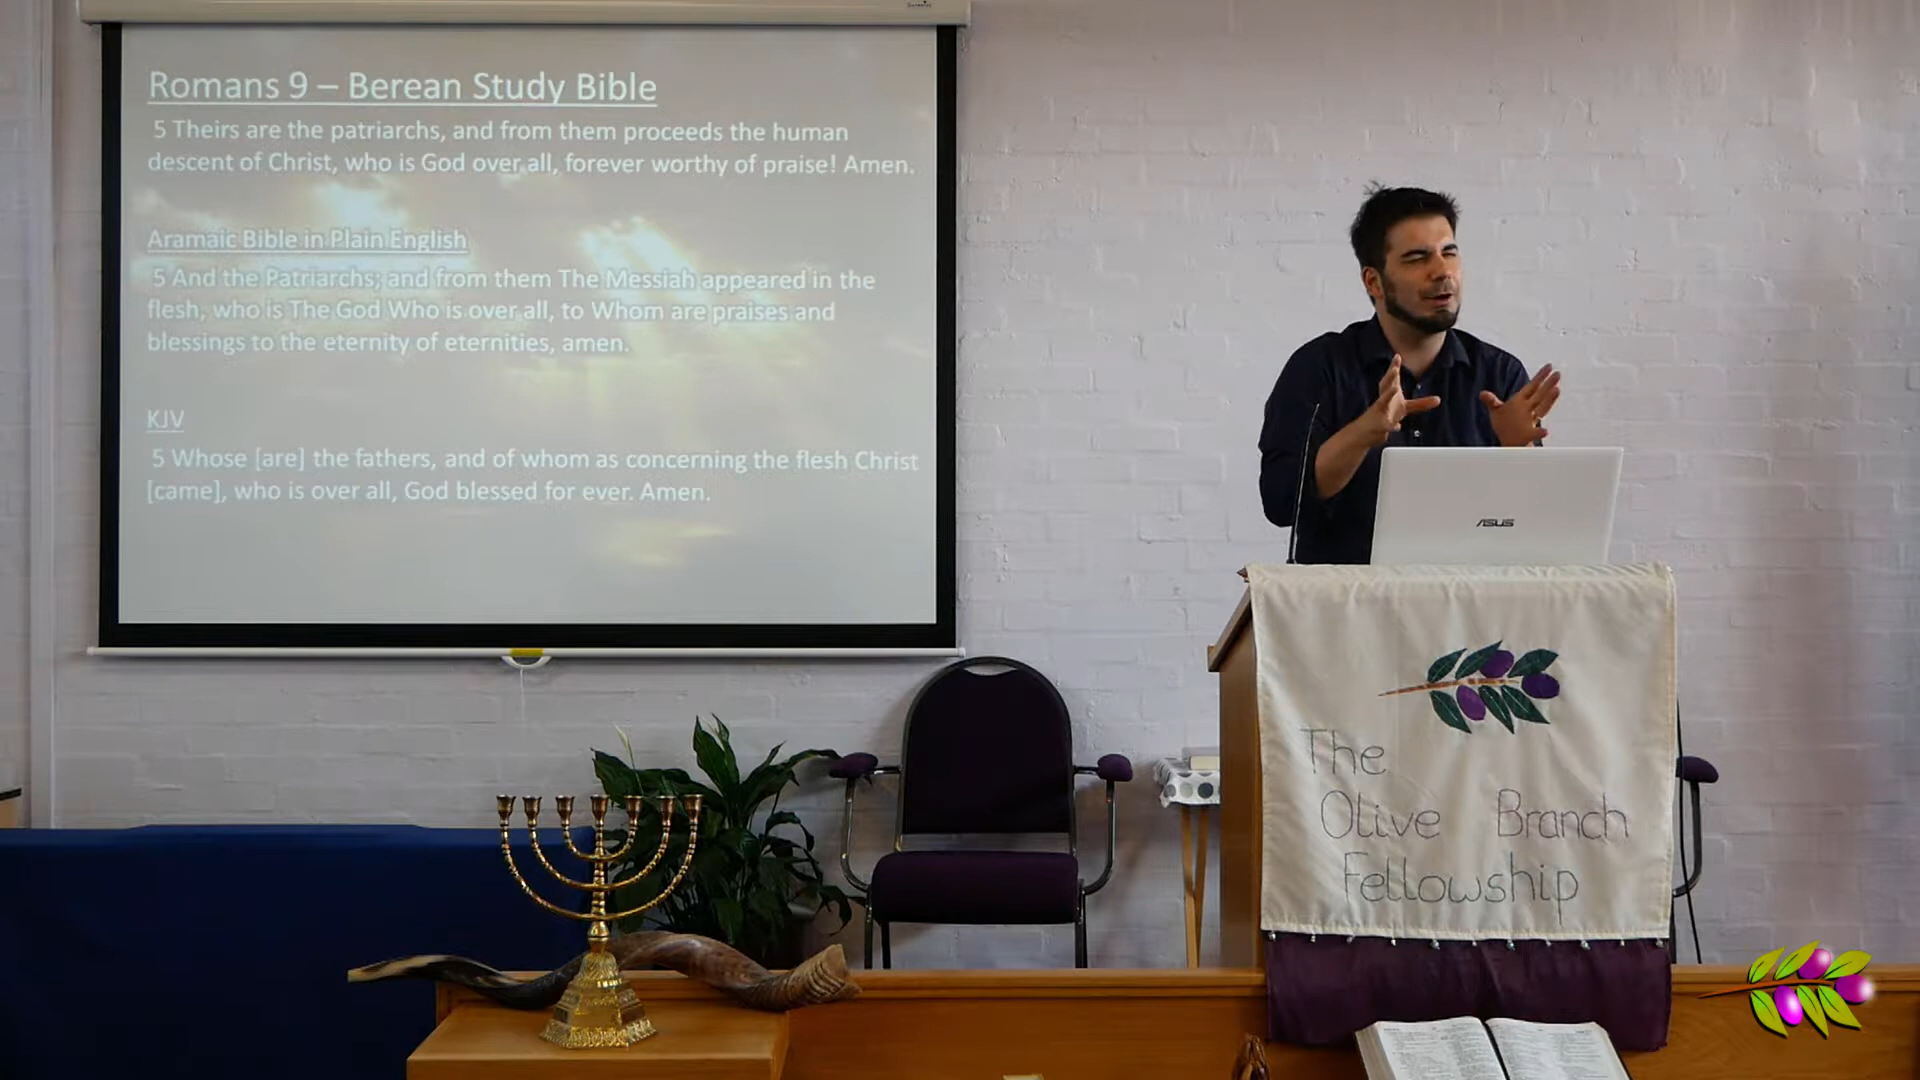 Romans 9 – Berean Study Bible
5 Theirs are the patriarchs, and from them proceeds the human
descent of Christ, who is God over all, forever worthy of praise! Amen.
Aramaic Bible in Plain English
5 And the Patriarchs; and from them The Messiah appeared in the
flesh, who is The God Who is over all, to Whom are praises and
blessings to the eternity of eternities, amen.
KJV
5 Whose [are] the fathers, and of whom as concerning the flesh Christ
[came], who is over all, God blessed for ever. Amen.
ASUS
The
Olive Branch
Fellowship